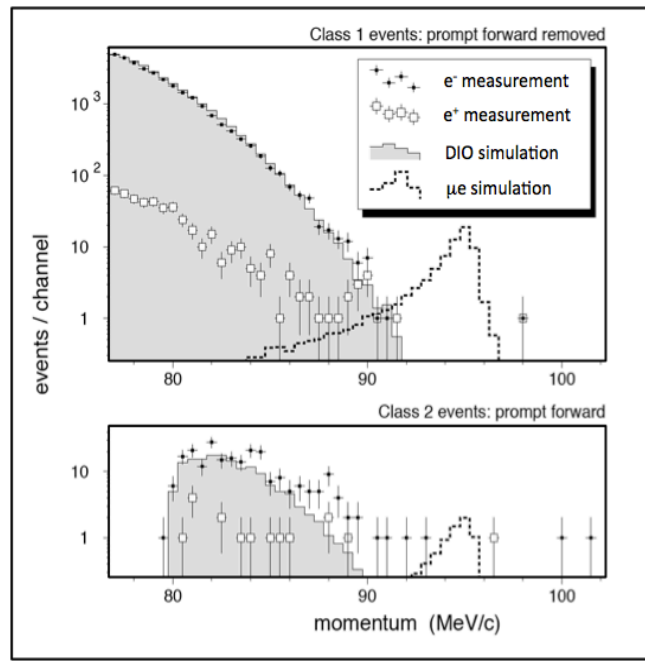 Class 1 events: prompt forward removed
e⁻ measurement
e⁺ measurement
DIO simulation
μe simulation
10³
10²
10
1
80
90
100
events / channel
Class 2 events: prompt forward
10
1
80
90
100
momentum (MeV/c)